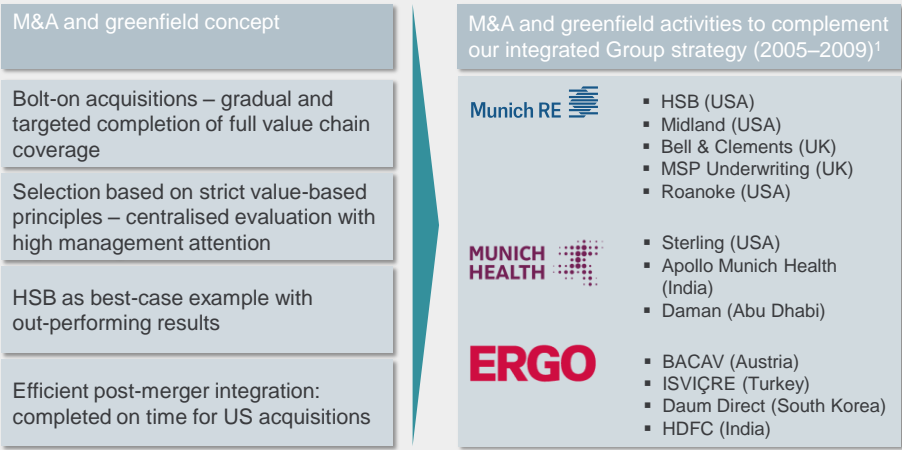 M&A and greenfield concept
Bolt-on acquisitions – gradual and
targeted completion of full value chain
coverage
Selection based on strict value-based
principles – centralised evaluation with
high management attention
HSB as best-case example with
out-performing results
Efficient post-merger integration:
completed on time for US acquisitions
M&A and greenfield activities to complement
our integrated Group strategy (2005–2009)¹
Munich RE
▪ HSB (USA)
▪ Midland (USA)
▪ Bell & Clements (UK)
▪ MSP Underwriting (UK)
▪ Roanoke (USA)
MUNICH
HEALTH
▪ Sterling (USA)
▪ Apollo Munich Health
(India)
▪ Daman (Abu Dhabi)
ERGO
▪ BACAV (Austria)
▪ ISVIÇRE (Turkey)
▪ Daum Direct (South Korea)
▪ HDFC (India)